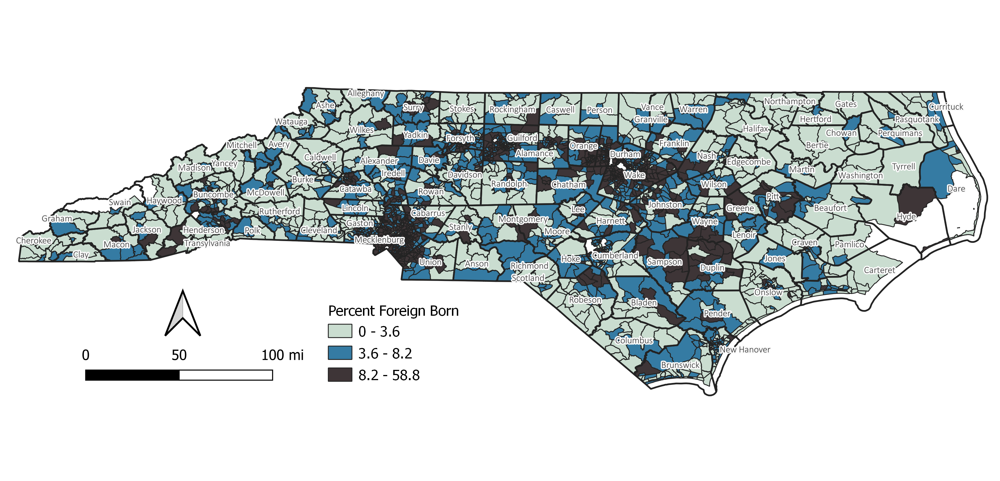 Alleghany
Ashe
Surry
Stokes
Rockingham
Caswell
Person
Vance
Granville
Warren
Northampton
Gates
Currituck
Hertford
Pasquotank
Watauga
Wilkes
Yadkin
Forsyth
Guilford
Orange
Durham
Franklin
Halifax
Chowan
Perquimans
Mitchell
Avery
Caldwell
Alexander
Davie
Alamance
Nash
Edgecombe
Bertie
Madison
Yancey
Burke
Iredell
Davidson
Wake
Martin
Washington
Tyrrell
Buncombe
McDowell
Catawba
Rowan
Randolph
Chatham
Wilson
Pitt
Dare
Swain
Haywood
Rutherford
Lincoln
Cabarrus
Lee
Johnston
Greene
Beaufort
Hyde
Graham
Jackson
Henderson
Polk
Cleveland
Gaston
Stanly
Montgomery
Moore
Harnett
Wayne
Lenoir
Cherokee
Macon
Transylvania
Mecklenburg
Craven
Pamlico
Clay
Union
Anson
Richmond
Hoke
Cumberland
Sampson
Duplin
Jones
Carteret
Scotland
Robeson
Bladen
Onslow
Pender
Columbus
New Hanover
Brunswick
Percent Foreign Born
0 - 3.6
3.6 - 8.2
8.2 - 58.8
0 50 100 mi